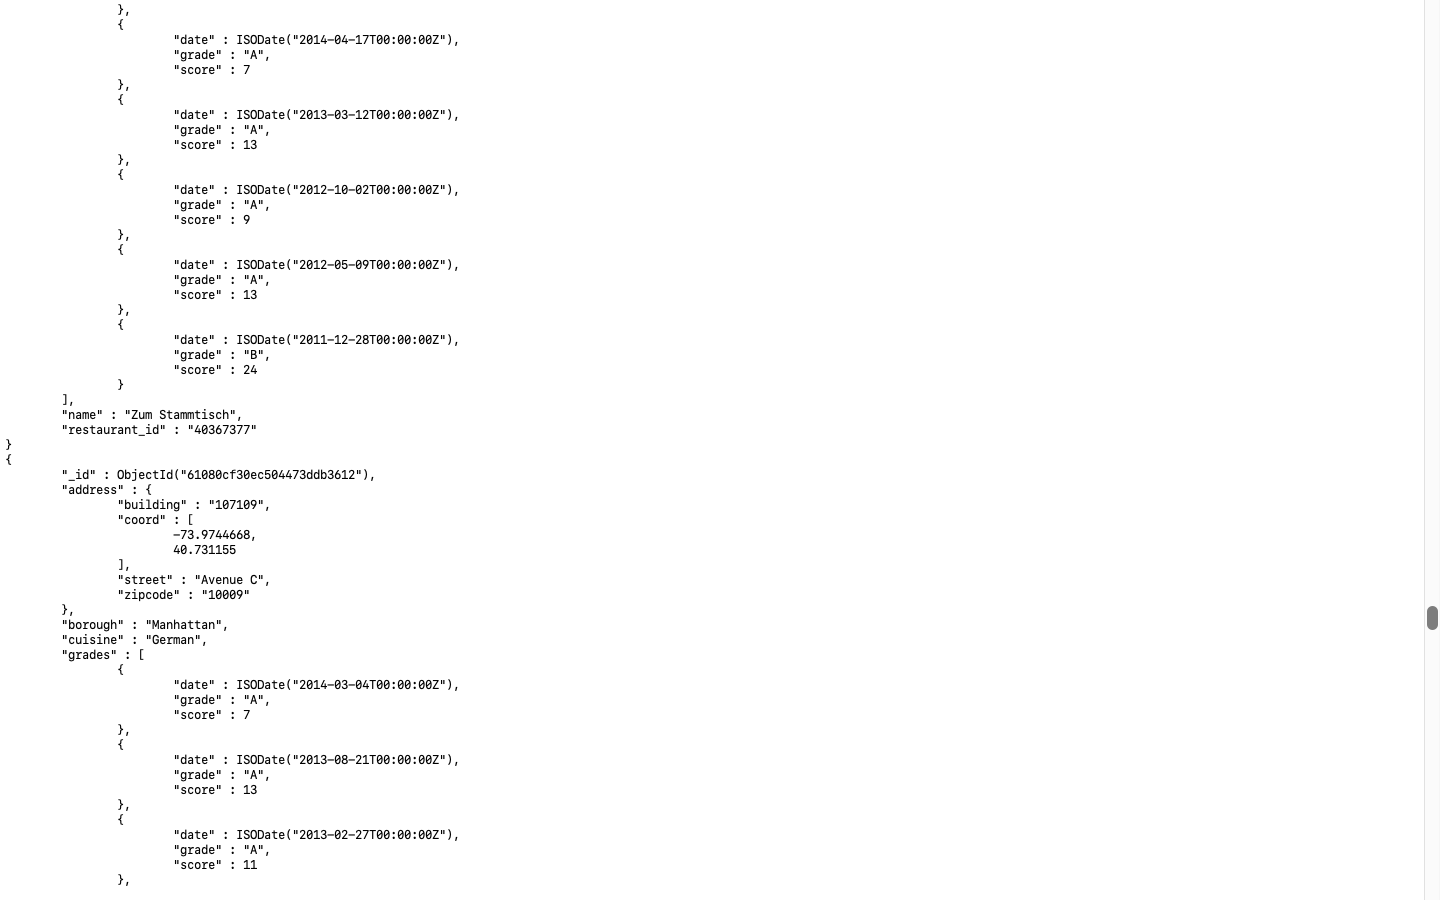 },
{
"date" : ISODate("2014-04-17T00:00:00Z"),
"grade" : "A",
"score" : 7
},
{
"date" : ISODate("2013-03-12T00:00:00Z"),
"grade" : "A",
"score" : 13
},
{
"date" : ISODate("2012-10-02T00:00:00Z"),
"grade" : "A",
"score" : 9
},
{
"date" : ISODate("2012-05-09T00:00:00Z"),
"grade" : "A",
"score" : 13
},
{
"date" : ISODate("2011-12-28T00:00:00Z"),
"grade" : "B",
"score" : 24
}
],
"name" : "Zum Stammtisch",
"restaurant_id" : "40367377"
}
{
"_id" : ObjectId("61080cf30ec504473ddb3612"),
"address" : {
"building" : "107109",
"coord" : [
-73.9744668,
40.731155
],
"street" : "Avenue C",
"zipcode" : "10009"
},
"borough" : "Manhattan",
"cuisine" : "German",
"grades" : [
{
"date" : ISODate("2014-03-04T00:00:00Z"),
"grade" : "A",
"score" : 7
},
{
"date" : ISODate("2013-08-21T00:00:00Z"),
"grade" : "A",
"score" : 13
},
{
"date" : ISODate("2013-02-27T00:00:00Z"),
"grade" : "A",
"score" : 11
},